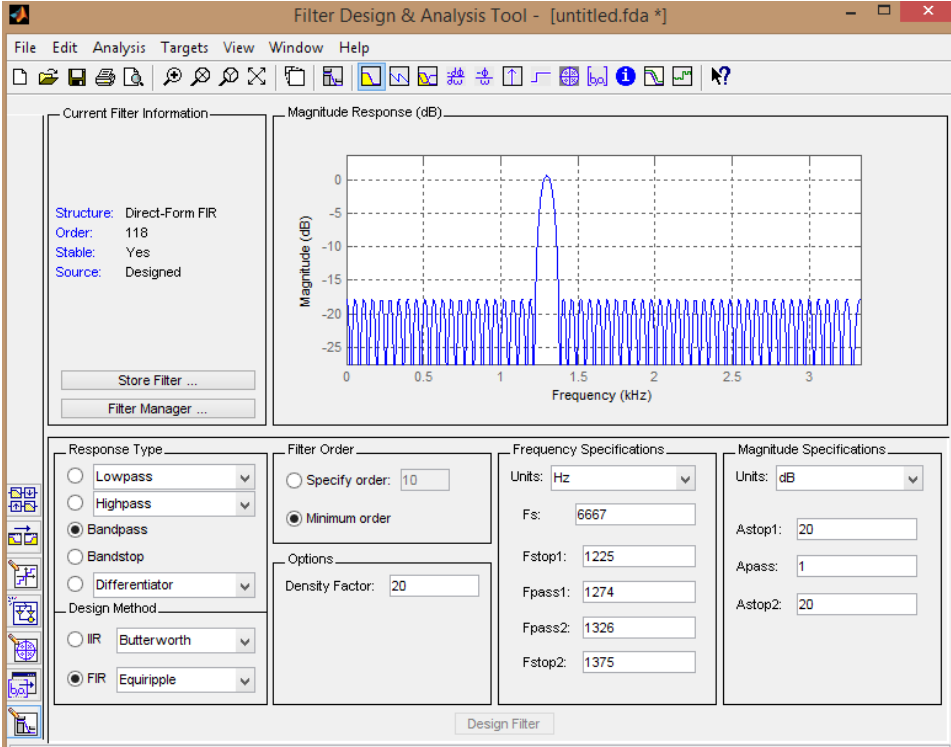 Filter Design & Analysis Tool - [untitled.fda *]
File Edit Analysis Targets View Window Help
Current Filter Information
Structure: Direct-Form FIR
Order: 118
Stable: Yes
Source: Designed
Store Filter ...
Filter Manager ...
Magnitude Response (dB)
Magnitude (dB)
0
-5
-10
-15
-20
-25
0 0.5 1 1.5 2 2.5 3
Frequency (kHz)
Response Type
Lowpass
Highpass
Bandpass
Bandstop
Differentiator
Design Method
IIR Butterworth
FIR Equiripple
Filter Order
Specify order: 10
Minimum order
Options
Density Factor: 20
Frequency Specifications
Units: Hz
Fs: 6667
Fstop1: 1225
Fpass1: 1274
Fpass2: 1326
Fstop2: 1375
Magnitude Specifications
Units: dB
Astop1: 20
Apass: 1
Astop2: 20
Design Filter